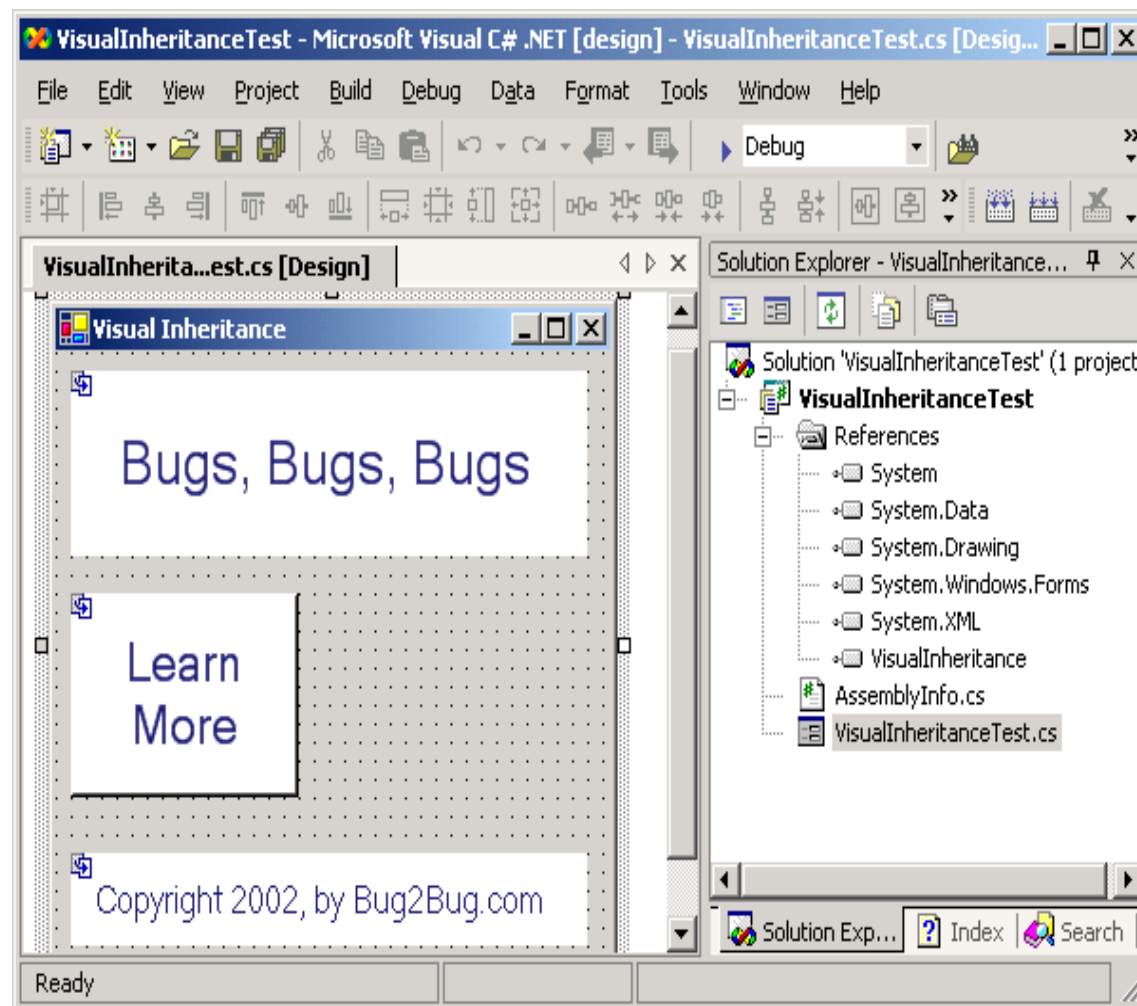 VisualInheritanceTest - Microsoft Visual C# .NET [design] - VisualInheritanceTest.cs [Desig...
File Edit View Project Build Debug Data Format Tools Window Help
Debug
VisualInherita...est.cs [Design]
Visual Inheritance
Bugs, Bugs, Bugs
Learn
More
Copyright 2002, by Bug2Bug.com
Solution Explorer - VisualInheritance...
Solution 'VisualInheritanceTest' (1 project
VisualInheritanceTest
References
System
System.Data
System.Drawing
System.Windows.Forms
System.XML
VisualInheritance
AssemblyInfo.cs
VisualInheritanceTest.cs
Solution Exp... Index Search
Ready